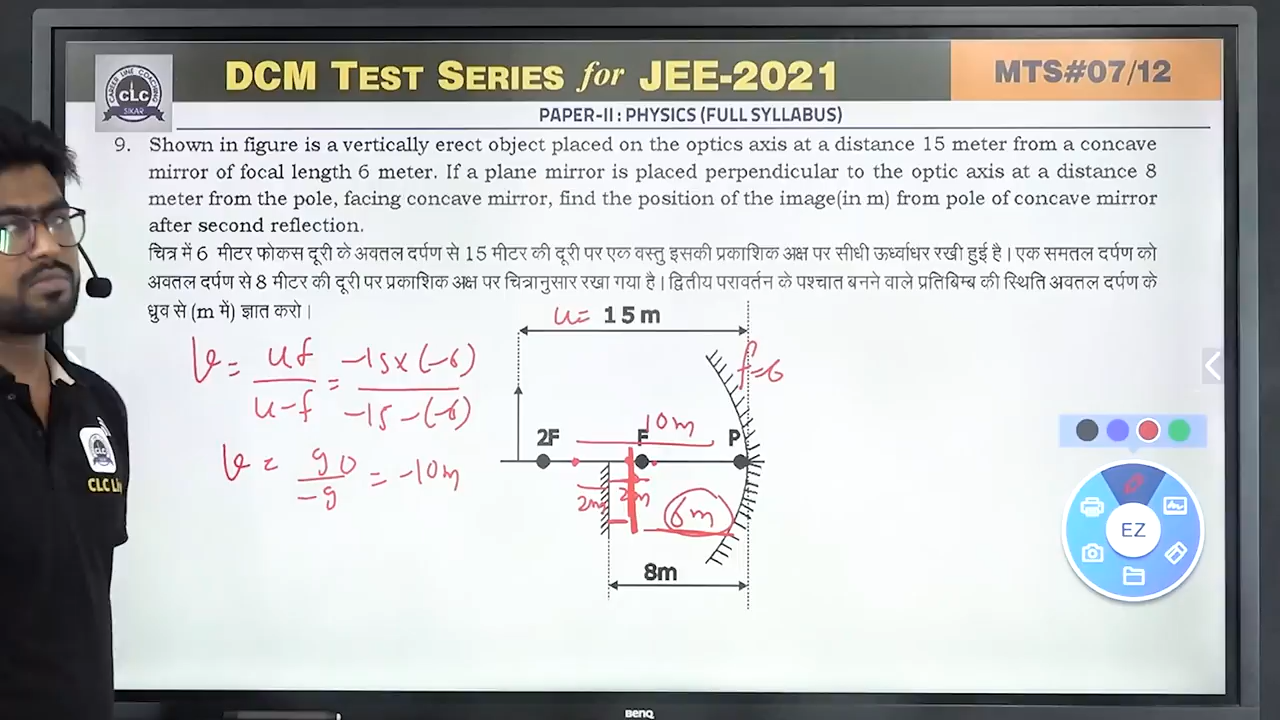 DCM TEST SERIES for JEE-2021
MTS#07/12
CAREER LINE COACHING
CLC
SIKAR
PAPER-II : PHYSICS (FULL SYLLABUS)
9. Shown in figure is a vertically erect object placed on the optics axis at a distance 15 meter from a concave
mirror of focal length 6 meter. If a plane mirror is placed perpendicular to the optic axis at a distance 8
meter from the pole, facing concave mirror, find the position of the image(in m) from pole of concave mirror
after second reflection.
चित्र में 6 मीटर फोकस दूरी के अवतल दर्पण से 15 मीटर की दूरी पर एक वस्तु इसकी प्रकाशिक अक्ष पर सीधी ऊर्ध्वाधर रखी हुई है। एक समतल दर्पण को
अवतल दर्पण से 8 मीटर की दूरी पर प्रकाशिक अक्ष पर चित्रानुसार रखा गया है। द्वितीय परावर्तन के पश्चात बनने वाले प्रतिबिम्ब की स्थिति अवतल दर्पण के
ध्रुव से (m में) ज्ञात करो।
u= 15m
v = uf / u-f = -15x(-6) / -15-(-6)
f=6
10m
2F F P
v = 90 / -9 = -10m
2m 2m 6m
8m
CLC Li
EZ
BenQ